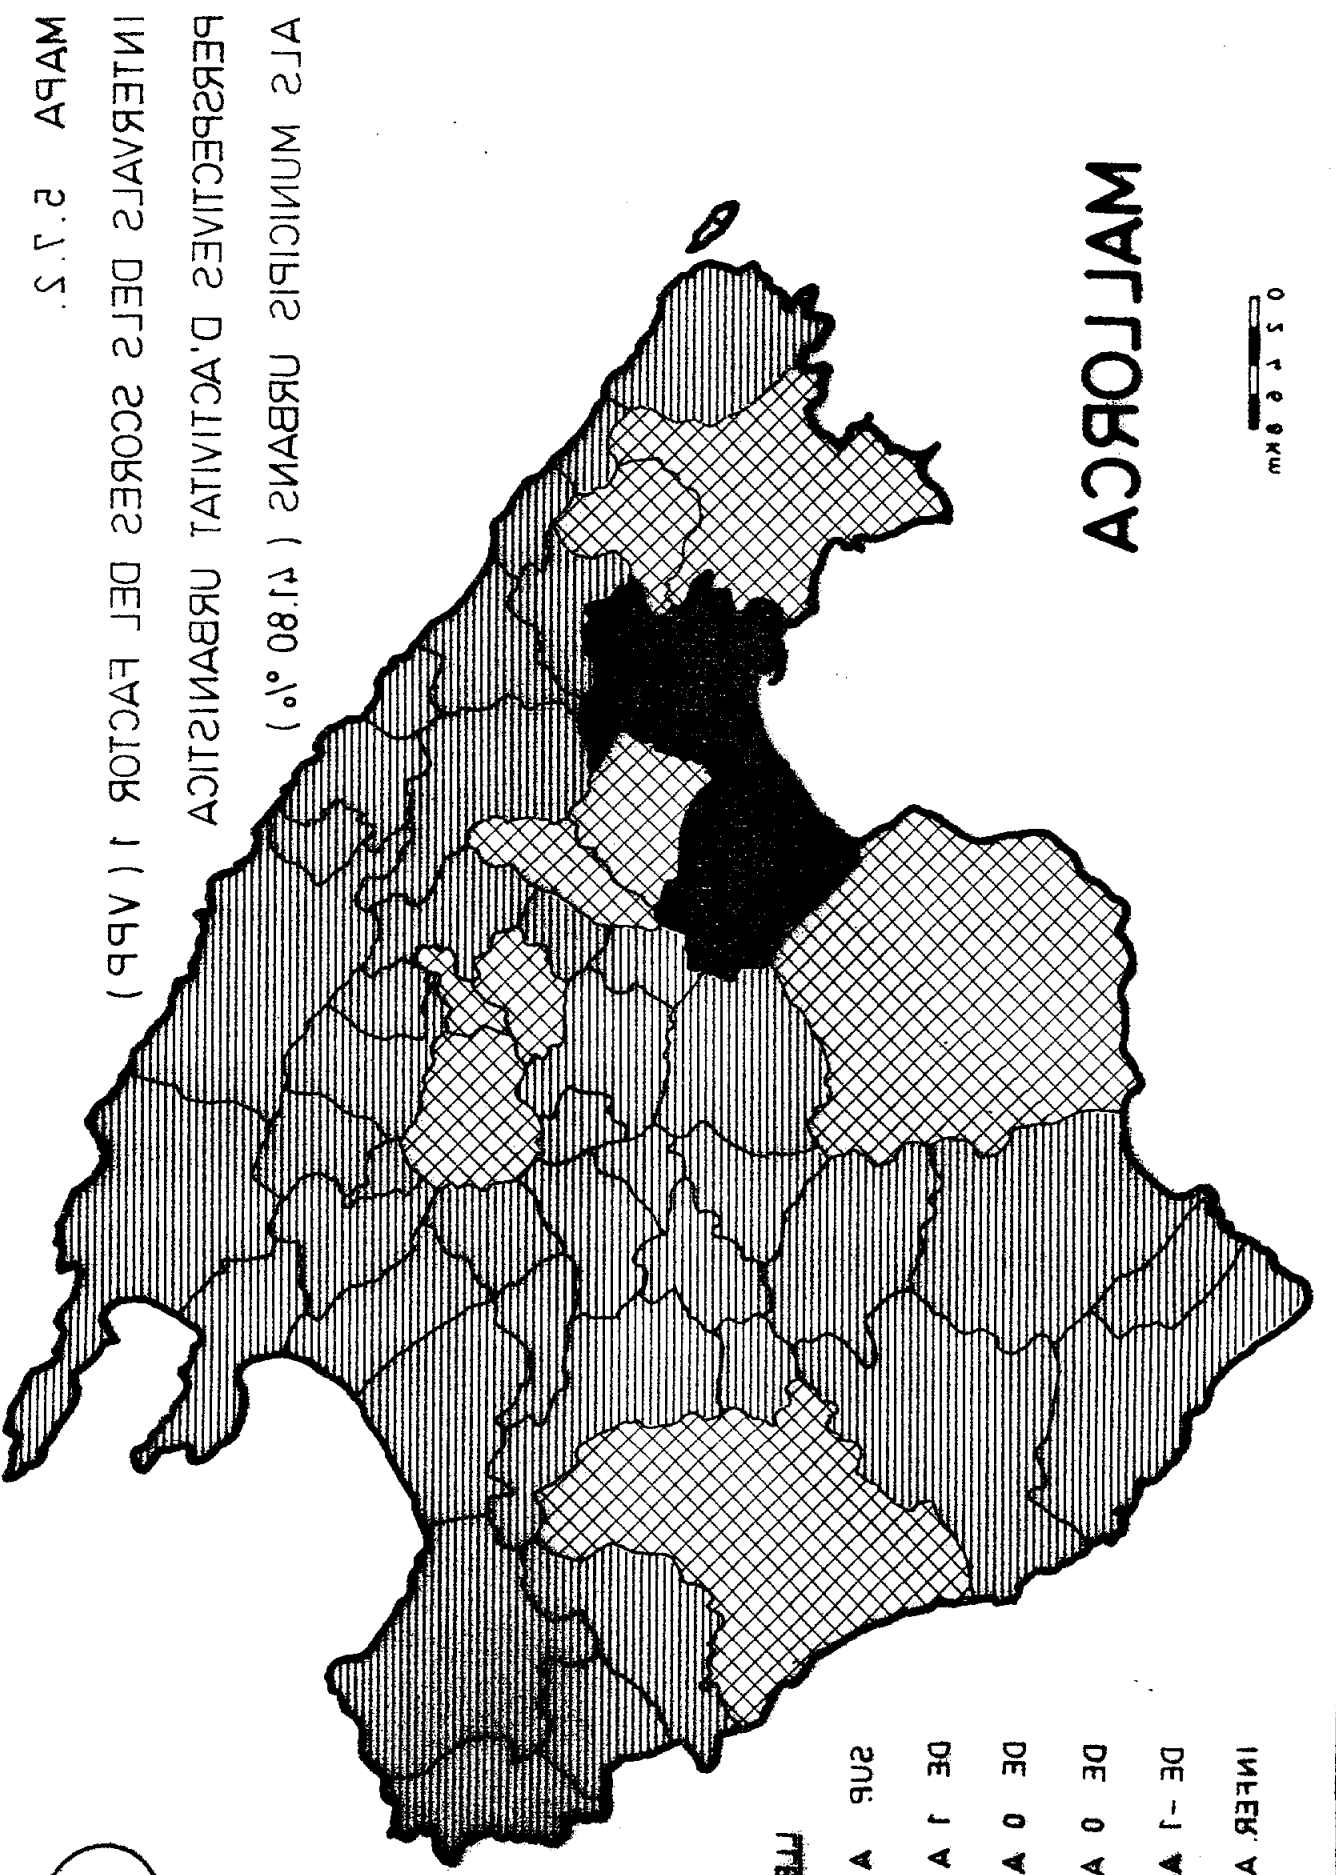 MAPA 5.7.2.
INTERVALS DELS SCORES DEL FACTOR 1 ( VPV )
PERSPECTIVES D'ACTIVITAT URBANISTICA
ALS MUNICIPIS URBANS ( 41'80 % )
MALLORCA
0 2 4 6 8 KM
SUP. A
DE 1 A
DE 0 A
DE 0 A
DE -1 A
INFER. A